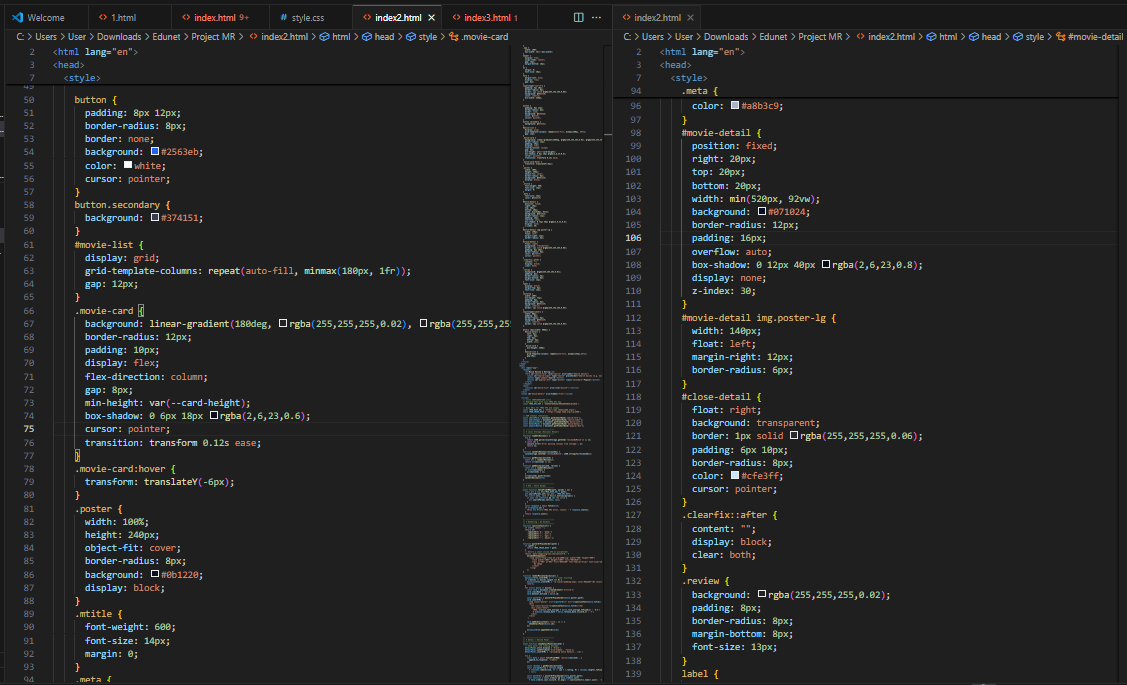 Welcome
1.html
index.html 9+
style.css
index2.html
index3.html 1
C: > Users > User > Downloads > Edunet > Project MR > index2.html > html > head > style > .movie-card
2 <html lang="en">
3 <head>
7 <style>
49
50 button {
51 padding: 8px 12px;
52 border-radius: 8px;
53 border: none;
54 background: #2563eb;
55 color: white;
56 cursor: pointer;
57 }
58 button.secondary {
59 background: #374151;
60 }
61 #movie-list {
62 display: grid;
63 grid-template-columns: repeat(auto-fill, minmax(180px, 1fr));
64 gap: 12px;
65 }
66 .movie-card {
67 background: linear-gradient(180deg, rgba(255,255,255,0.02), rgba(255,255,255
68 border-radius: 12px;
69 padding: 10px;
70 display: flex;
71 flex-direction: column;
72 gap: 8px;
73 min-height: var(--card-height);
74 box-shadow: 0 6px 18px rgba(2,6,23,0.6);
75 cursor: pointer;
76 transition: transform 0.12s ease;
77 }
78 .movie-card:hover {
79 transform: translateY(-6px);
80 }
81 .poster {
82 width: 100%;
83 height: 240px;
84 object-fit: cover;
85 border-radius: 8px;
86 background: #0b1220;
87 display: block;
88 }
89 .mtitle {
90 font-weight: 600;
91 font-size: 14px;
92 margin: 0;
93 }
94 .meta {
index2.html
C: > Users > User > Downloads > Edunet > Project MR > index2.html > html > head > style > #movie-detail
2 <html lang="en">
3 <head>
7 <style>
94 .meta {
96 color: #a8b3c9;
97 }
98 #movie-detail {
99 position: fixed;
100 right: 20px;
101 top: 20px;
102 bottom: 20px;
103 width: min(520px, 92vw);
104 background: #071024;
105 border-radius: 12px;
106 padding: 16px;
107 overflow: auto;
108 box-shadow: 0 12px 40px rgba(2,6,23,0.8);
109 display: none;
110 z-index: 30;
111 }
112 #movie-detail img.poster-lg {
113 width: 140px;
114 float: left;
115 margin-right: 12px;
116 border-radius: 6px;
117 }
118 #close-detail {
119 float: right;
120 background: transparent;
121 border: 1px solid rgba(255,255,255,0.06);
122 padding: 6px 10px;
123 border-radius: 8px;
124 color: #cfe3ff;
125 cursor: pointer;
126 }
127 .clearfix::after {
128 content: "";
129 display: block;
130 clear: both;
131 }
132 .review {
133 background: rgba(255,255,255,0.02);
134 padding: 8px;
135 border-radius: 8px;
136 margin-bottom: 8px;
137 font-size: 13px;
138 }
139 label {